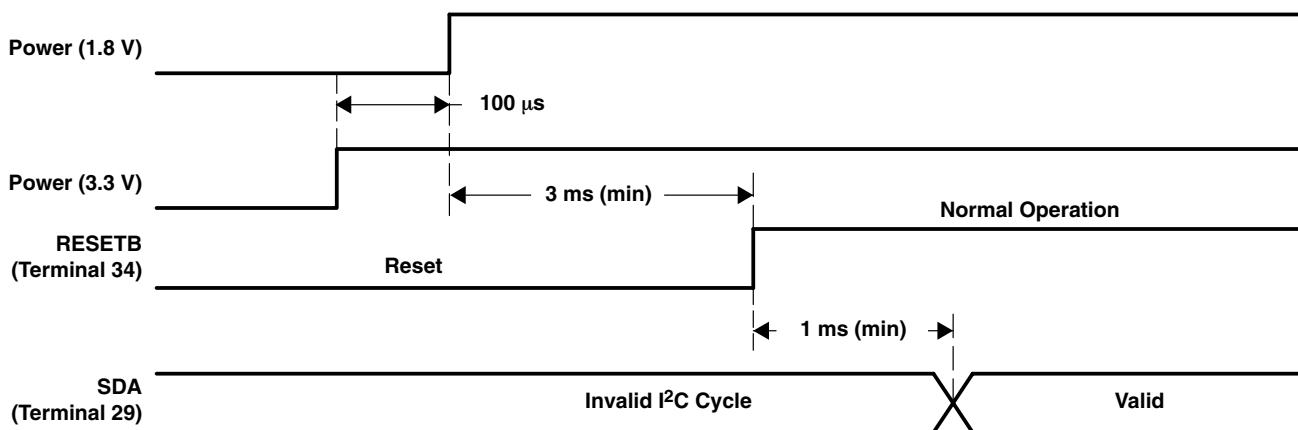 Power (1.8 V)
100 μs
Power (3.3 V)
3 ms (min)
Normal Operation
RESETB
(Terminal 34)
Reset
1 ms (min)
SDA
(Terminal 29)
Invalid I²C Cycle
Valid